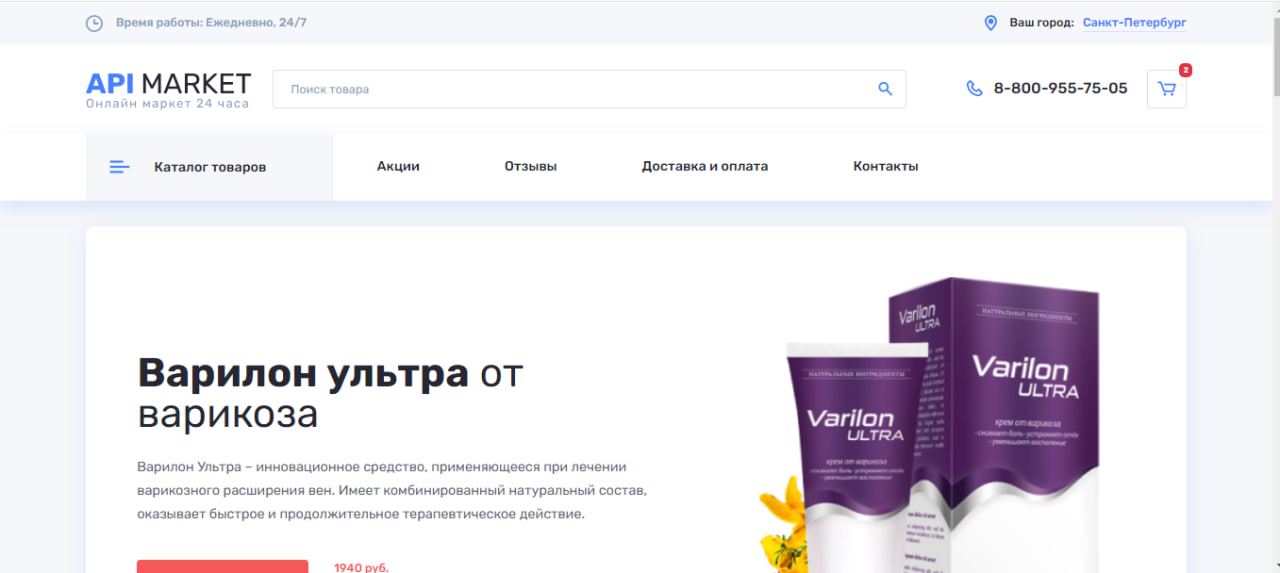 Время работы: Ежедневно, 24/7
Ваш город: Санкт-Петербург
API MARKET
Онлайн маркет 24 часа
Поиск товара
8-800-955-75-05
2
Каталог товаров
Акции
Отзывы
Доставка и оплата
Контакты
Варилон ультра от
варикоза
Варилон Ультра – инновационное средство, применяющееся при лечении
варикозного расширения вен. Имеет комбинированный натуральный состав,
оказывает быстрое и продолжительное терапевтическое действие.
1940 руб.
Varilon
ULTRA
НАТУРАЛЬНЫЕ ИНГРИДИЕНТЫ
Varilon
ULTRA
крем от варикоза
-снимает боль -устраняет отёк
- уменьшает воспаление
НАТУРАЛЬНЫЕ ИНГРИДИЕНТЫ
Varilon
ULTRA
крем от варикоза
-снимает боль -устраняет отёк
- уменьшает воспаление